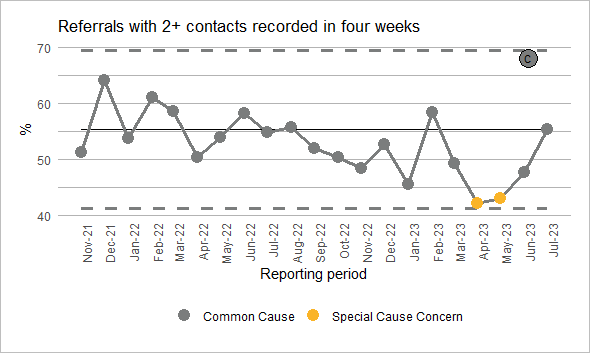 Referrals with 2+ contacts recorded in four weeks
70
60
50
40
%
C
Nov-21
Dec-21
Jan-22
Feb-22
Mar-22
Apr-22
May-22
Jun-22
Jul-22
Aug-22
Sep-22
Oct-22
Nov-22
Dec-22
Jan-23
Feb-23
Mar-23
Apr-23
May-23
Jun-23
Jul-23
Reporting period
Common Cause
Special Cause Concern